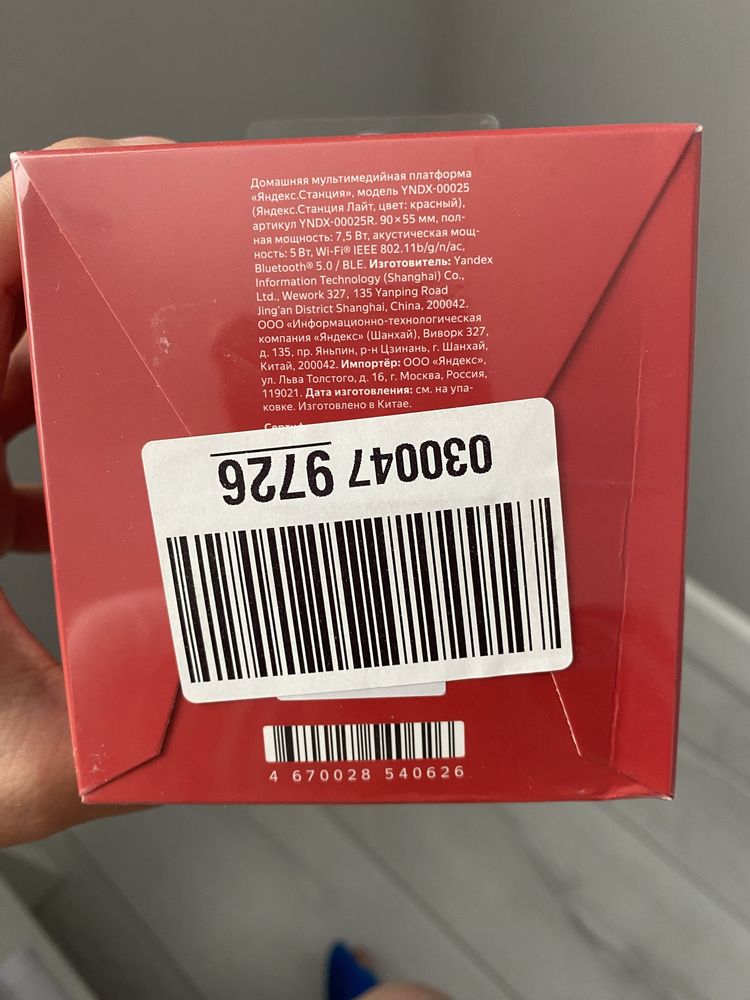 Домашняя мультимедийная платформа
«Яндекс.Станция», модель YNDX-00025
(Яндекс.Станция Лайт, цвет: красный),
артикул YNDX-00025R. 90×55 мм, пол-
ная мощность: 7,5 Вт, акустическая мощ-
ность: 5 Вт, Wi-Fi® IEEE 802.11b/g/n/ac,
Bluetooth® 5.0 / BLE. Изготовитель: Yandex
Information Technology (Shanghai) Co.,
Ltd., Wework 327, 135 Yanping Road
Jing'an District Shanghai, China, 200042.
ООО «Информационно-технологическая
компания «Яндекс» (Шанхай), Виворк 327,
д. 135, пр. Яньпин, р-н Цзинань, г. Шанхай,
Китай, 200042. Импортёр: ООО «Яндекс»,
ул. Льва Толстого, д. 16, г. Москва, Россия,
119021. Дата изготовления: см. на упа-
ковке. Изготовлено в Китае.
030047 9726
4 670028 540626